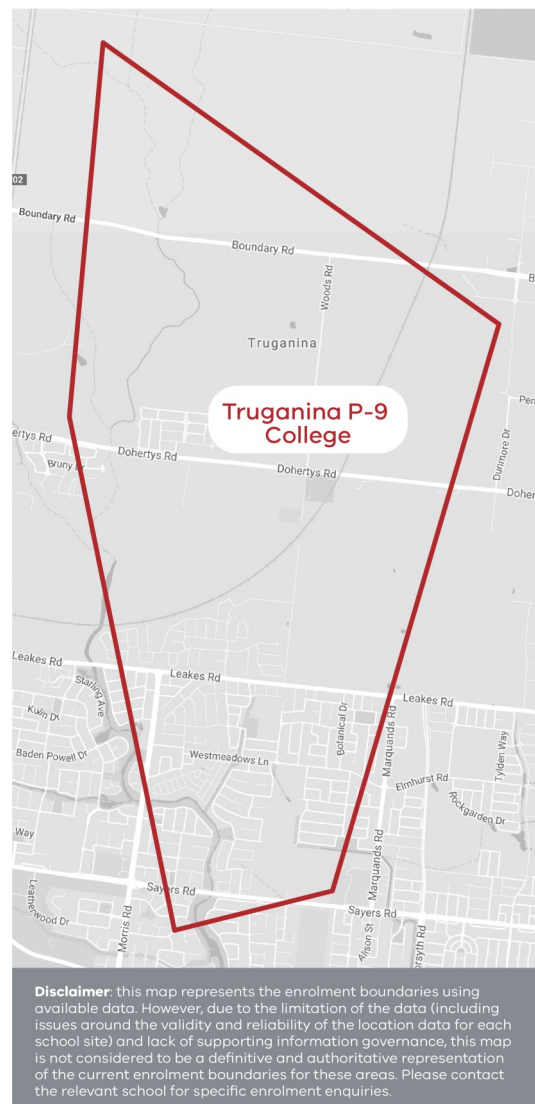 02
Boundary Rd
Boundary Rd
B
Woods Rd
Truganina
Truganina P-9
College
Pen
Dunmore Dr
ertys Rd
Bruny Dr
Dohertys Rd
Dohertys Rd
Doher
Leakes Rd
Leakes Rd
Leakes Rd
Starling Ave
Kulin Dr
Baden Powell Dr
Westmeadows Ln
Botanical Dr
Marquands Rd
Elmhurst Rd
Tylden Way
Rockgarden Dr
Way
Leatherwood Dr
Morris Rd
Sayers Rd
Marquands Rd
Sayers Rd
Alison St
orsyth Rd
Disclaimer: this map represents the enrolment boundaries using
available data. However, due to the limitation of the data (including
issues around the validity and reliability of the location data for each
school site) and lack of supporting information governance, this map
is not considered to be a definitive and authoritative representation
of the current enrolment boundaries for these areas. Please contact
the relevant school for specific enrolment enquiries.